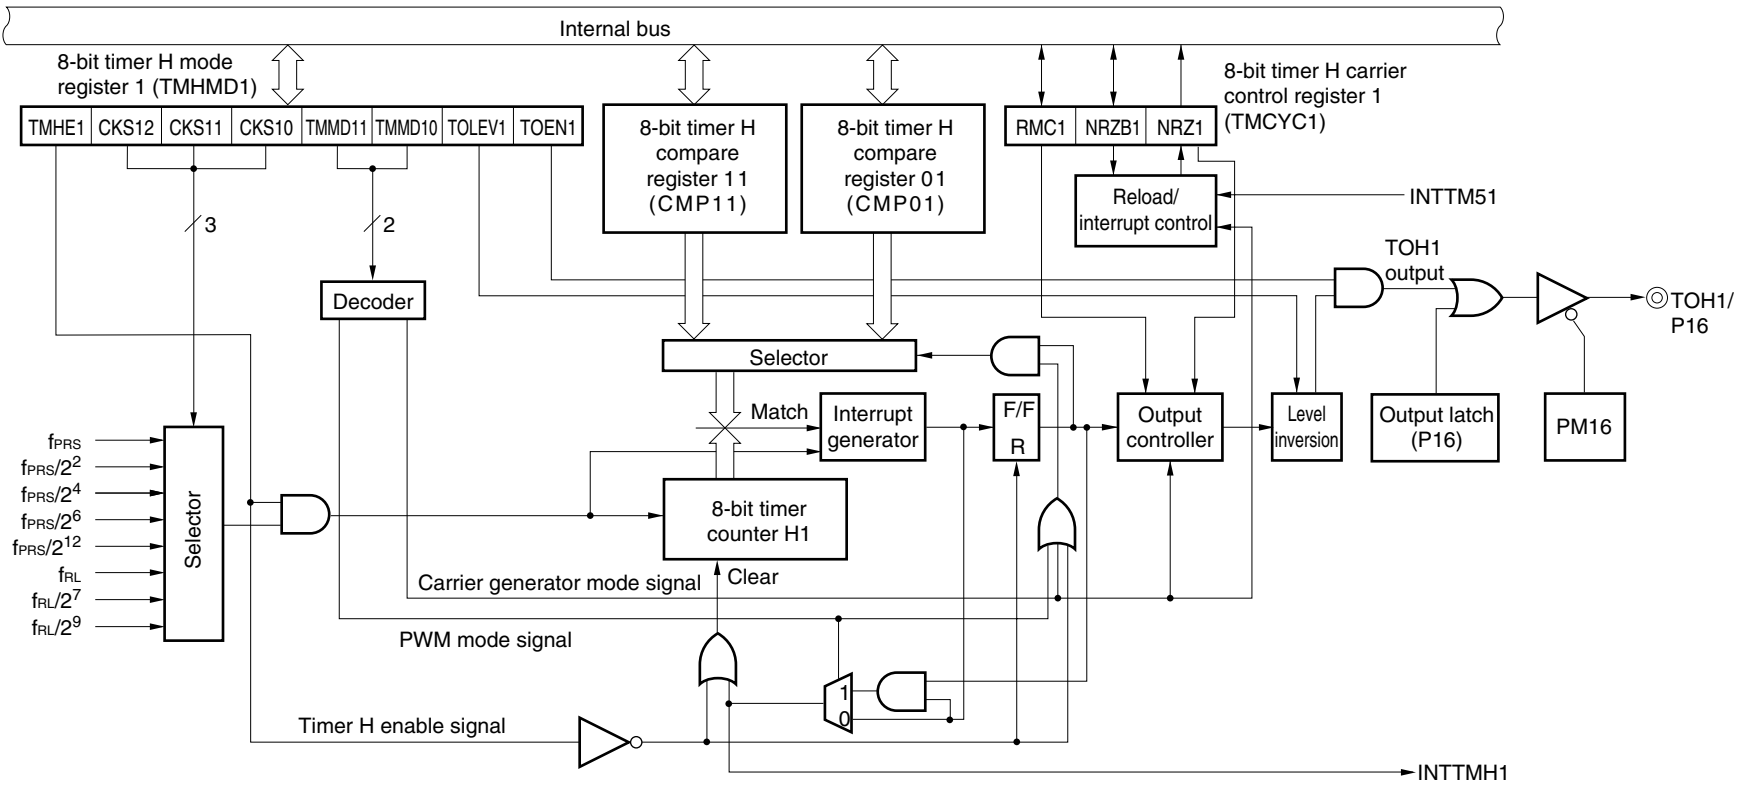 Internal bus
8-bit timer H mode
register 1 (TMHMD1)
8-bit timer H carrier
control register 1
(TMCYC1)
TMHE1 CKS12 CKS11 CKS10 TMMD11 TMMD10 TOLEV1 TOEN1
8-bit timer H
compare
register 11
(CMP11)
8-bit timer H
compare
register 01
(CMP01)
RMC1 NRZB1 NRZ1
Reload/
interrupt control
INTTM51
3
2
TOH1
output
Decoder
TOH1/
P16
Selector
Match
Interrupt
generator
F/F
R
Output
controller
Level
inversion
Output latch
(P16)
PM16
fPRS
fPRS/2²
fPRS/2⁴
fPRS/2⁶
fPRS/2¹²
fRL
fRL/2⁷
fRL/2⁹
Selector
8-bit timer
counter H1
Clear
Carrier generator mode signal
PWM mode signal
1
0
Timer H enable signal
INTTMH1